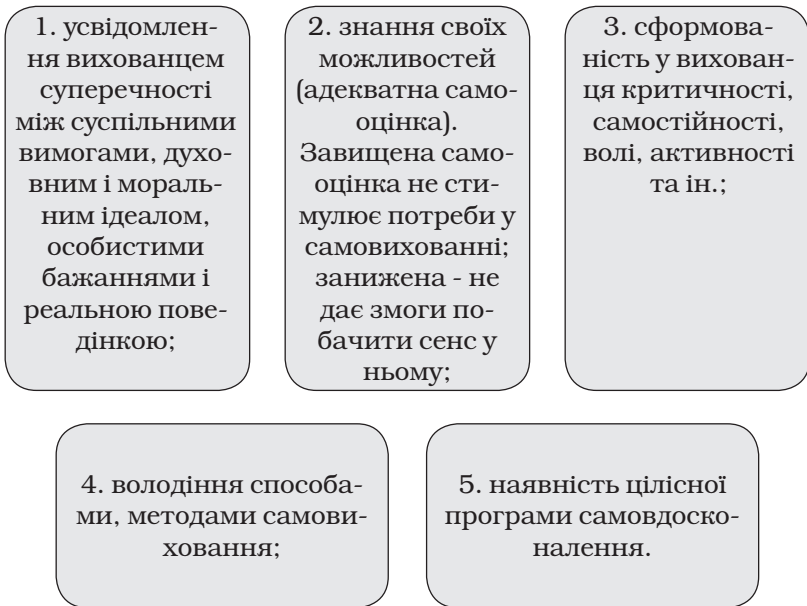 1. усвідомлен-
ня вихованцем
суперечності
між суспільними
вимогами, духо-
вним і мораль-
ним ідеалом,
особистими
бажаннями і
реальною пове-
дінкою;
2. знання своїх
можливостей
(адекватна само-
оцінка).
Завищена само-
оцінка не сти-
мулює потреби у
самовихованні;
занижена - не
дає змоги по-
бачити сенс у
ньому;
3. сформова-
ність у вихован-
ця критичності,
самостійності,
волі, активності
та ін.;
4. володіння способа-
ми, методами самови-
ховання;
5. наявність цілісної
програми самовдоско-
налення.